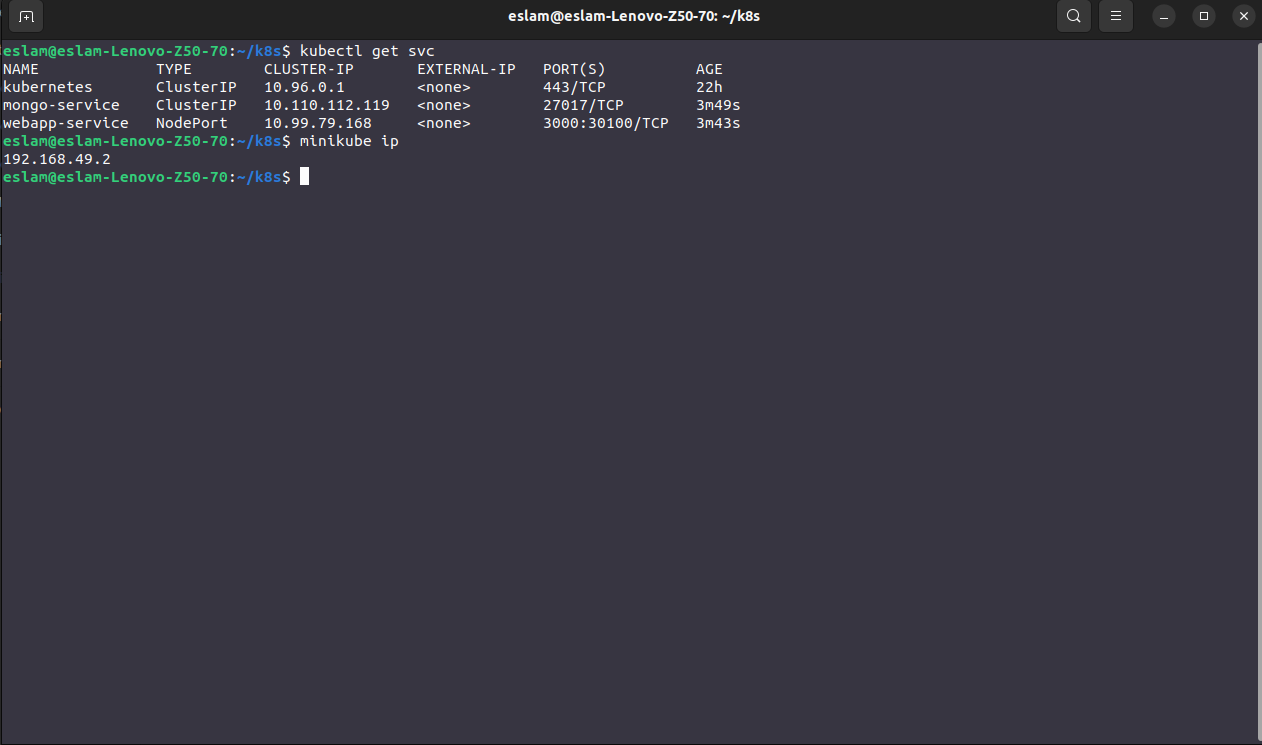 eslam@eslam-Lenovo-Z50-70: ~/k8s
eslam@eslam-Lenovo-Z50-70:~/k8s$ kubectl get svc
NAME             TYPE        CLUSTER-IP       EXTERNAL-IP   PORT(S)          AGE
kubernetes       ClusterIP   10.96.0.1        <none>        443/TCP          22h
mongo-service    ClusterIP   10.110.112.119   <none>        27017/TCP        3m49s
webapp-service   NodePort    10.99.79.168     <none>        3000:30100/TCP   3m43s
eslam@eslam-Lenovo-Z50-70:~/k8s$ minikube ip
192.168.49.2
eslam@eslam-Lenovo-Z50-70:~/k8s$